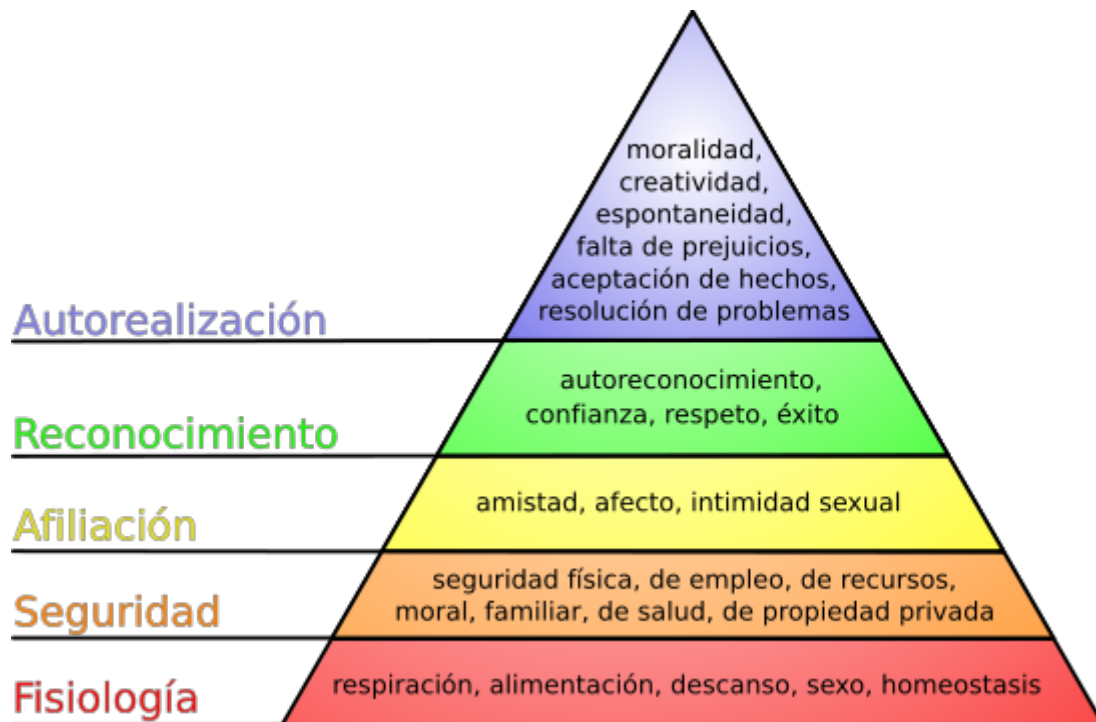 moralidad,
creatividad,
espontaneidad,
falta de prejuicios,
aceptación de hechos,
resolución de problemas
Autorealización
autoreconocimiento,
confianza, respeto, éxito
Reconocimiento
amistad, afecto, intimidad sexual
Afiliación
seguridad física, de empleo, de recursos,
moral, familiar, de salud, de propiedad privada
Seguridad
respiración, alimentación, descanso, sexo, homeostasis
Fisiología